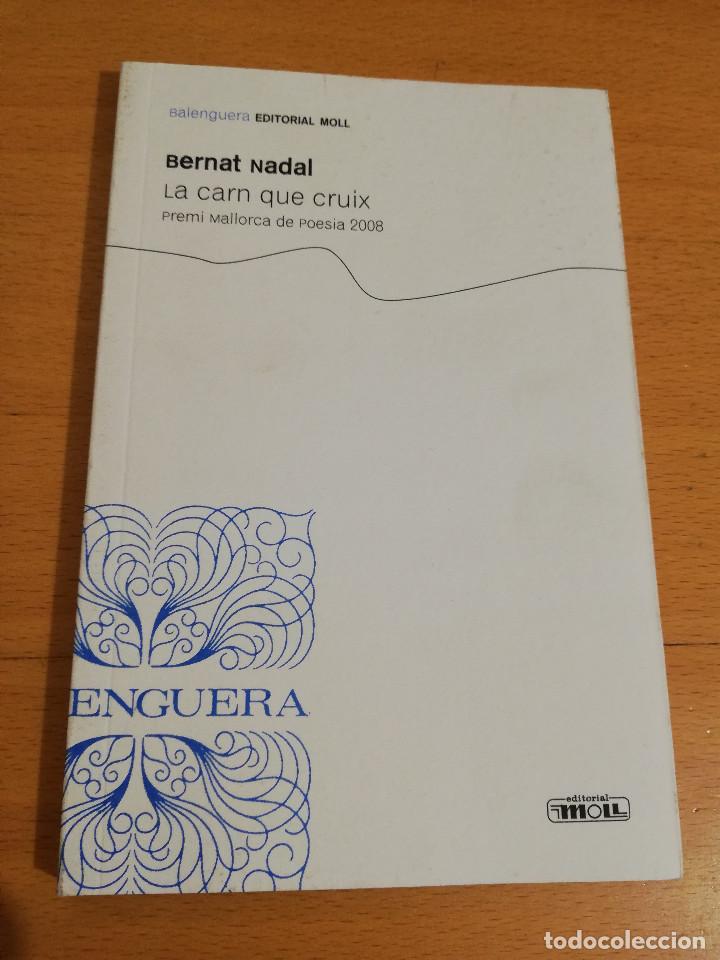 Balenguera EDITORIAL MOLL
Bernat Nadal
La carn que cruix
Premi Mallorca de Poesia 2008
ENGUERA
editorial
MOLL
todocoleccion